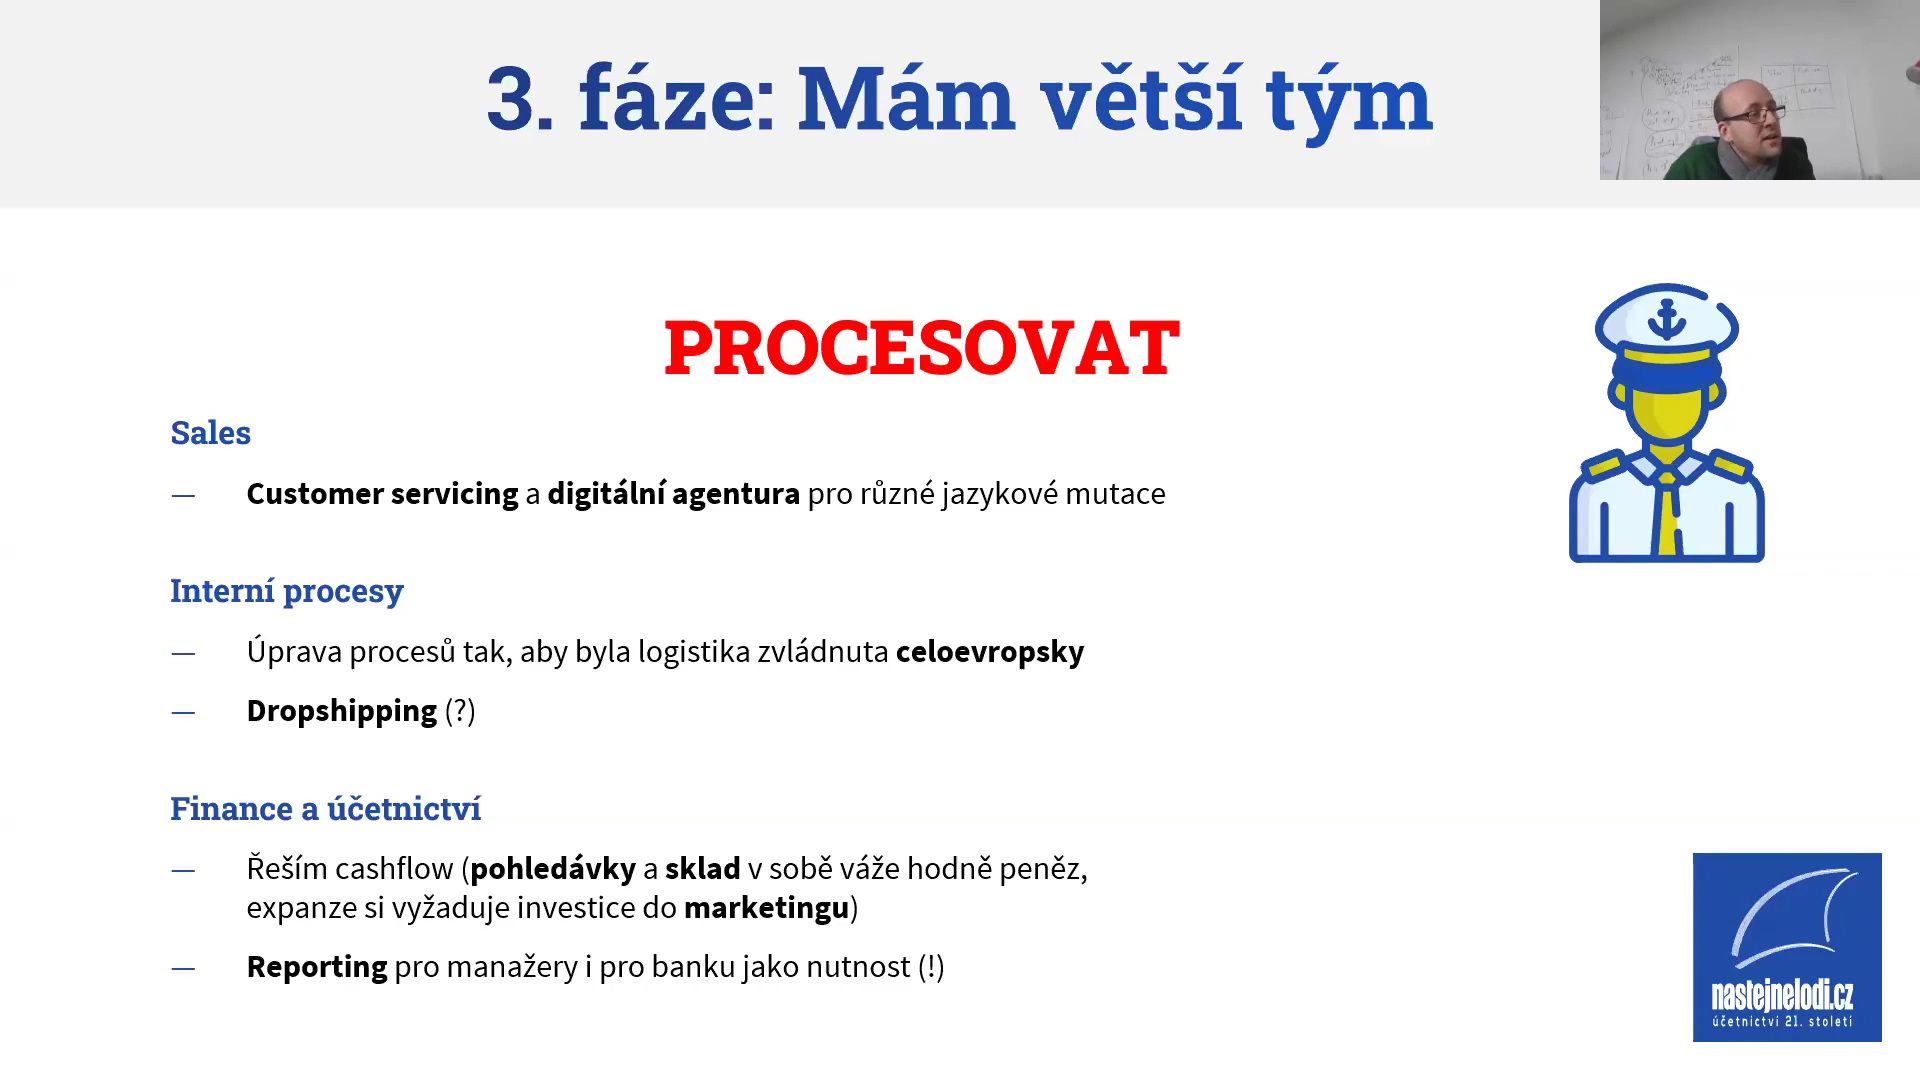 3. fáze: Mám větší tým
PROCESOVAT
Sales
— Customer servicing a digitální agentura pro různé jazykové mutace
Interní procesy
— Úprava procesů tak, aby byla logistika zvládnuta celoevropsky
— Dropshipping (?)
Finance a účetnictví
— Řeším cashflow (pohledávky a sklad v sobě váže hodně peněz,
expanze si vyžaduje investice do marketingu)
— Reporting pro manažery i pro banku jako nutnost (!)
nastejnelodi.cz
účetnictví 21. století